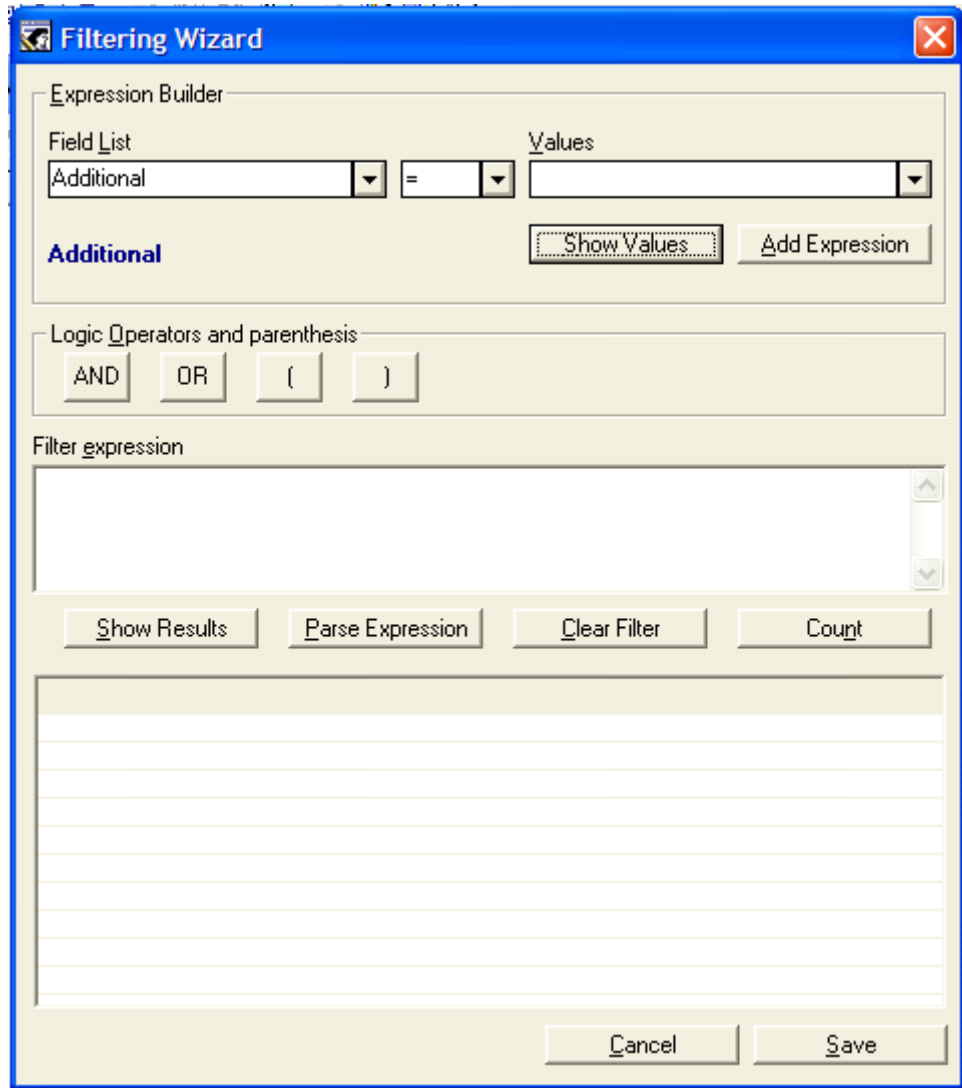 Filtering Wizard
Expression Builder
Field List
Values
Additional
=
Additional
Show Values
Add Expression
Logic Operators and parenthesis
AND
OR
(
)
Filter expression
Show Results
Parse Expression
Clear Filter
Count
Cancel
Save